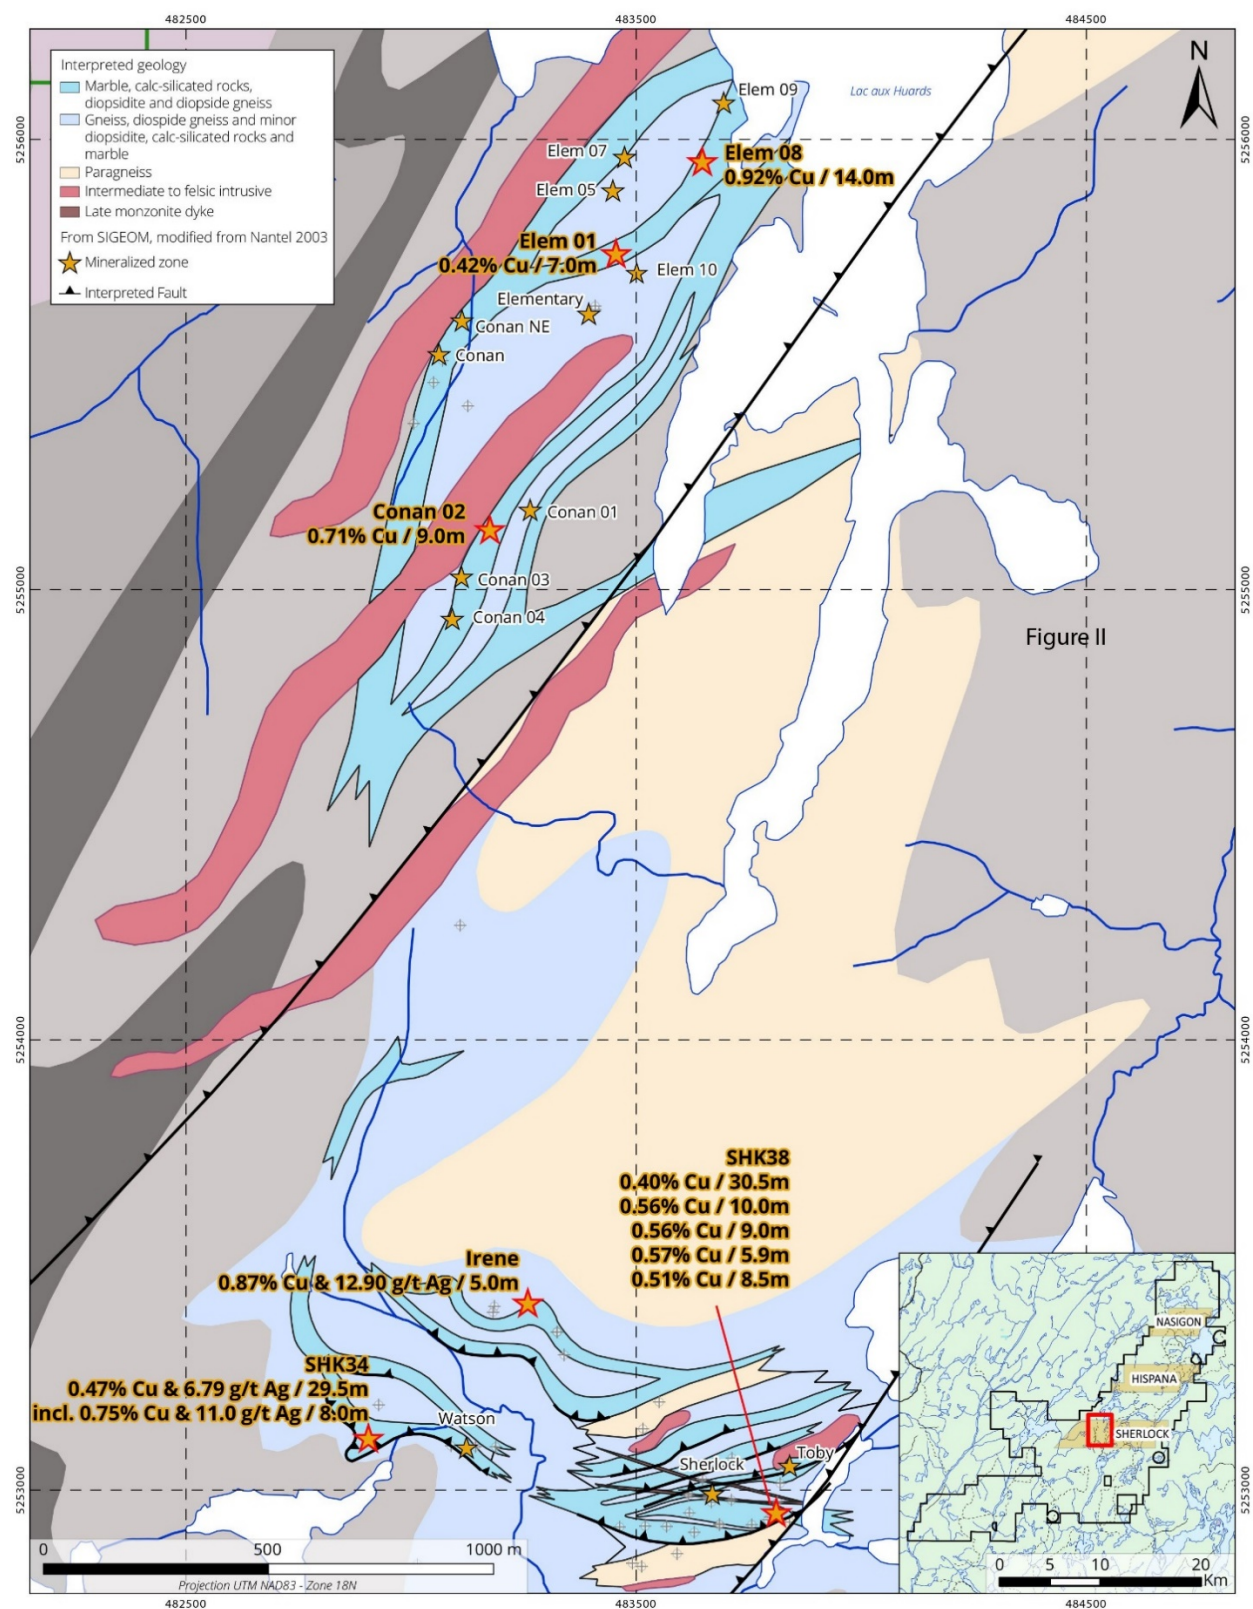 482500
483500
484500
Interpreted geology
Marble, calc-silicated rocks,
diopsidite and diopside gneiss
Gneiss, diospide gneiss and minor
diopsidite, calc-silicated rocks and
marble
Paragneiss
Intermediate to felsic intrusive
Late monzonite dyke
From SIGEOM, modified from Nantel 2003
Mineralized zone
Interpreted Fault
N
Lac aux Huards
Elem 09
5256000
5256000
Elem 07
Elem 08
0.92% Cu / 14.0m
Elem 05
Elem 01
0.42% Cu / 7.0m
Elem 10
Elementary
Conan NE
Conan
Conan 02
0.71% Cu / 9.0m
Conan 01
Conan 03
Conan 04
5255000
5255000
Figure II
5254000
5254000
SHK38
0.40% Cu / 30.5m
0.56% Cu / 10.0m
0.56% Cu / 9.0m
0.57% Cu / 5.9m
0.51% Cu / 8.5m
Irene
0.87% Cu & 12.90 g/t Ag / 5.0m
SHK34
0.47% Cu & 6.79 g/t Ag / 29.5m
incl. 0.75% Cu & 11.0 g/t Ag / 8.0m
Watson
Sherlock
Toby
5253000
5253000
NASIGON
HISPANA
SHERLOCK
0 5 10 20
Km
0 500 1000 m
Projection UTM NAD83 - Zone 18N
482500
483500
484500